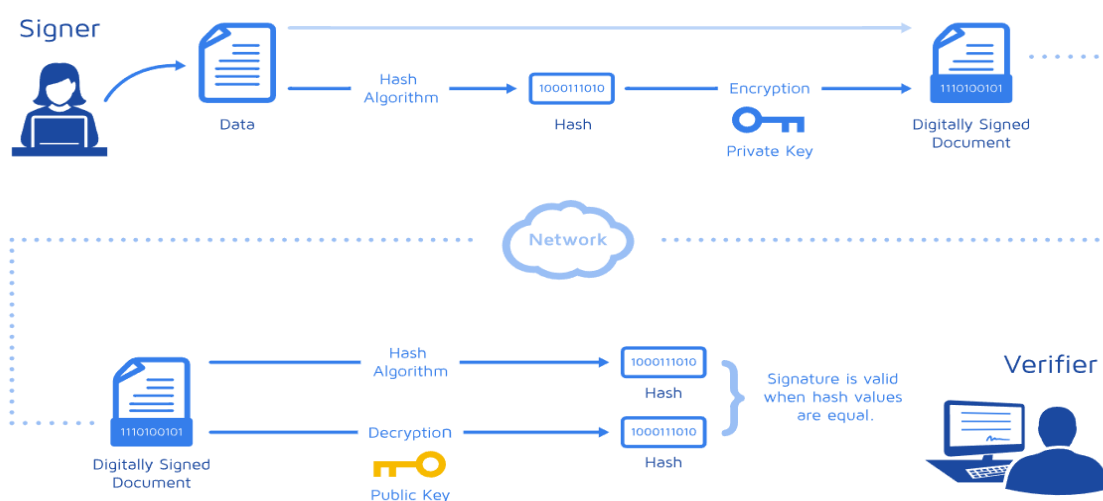 Signer
Data
Hash
Algorithm
1000111010
Hash
Encryption
Private Key
1110100101
Digitally Signed
Document
Network
1110100101
Digitally Signed
Document
Hash
Algorithm
1000111010
Hash
Decryption
Public Key
1000111010
Hash
Signature is valid
when hash values
are equal.
Verifier